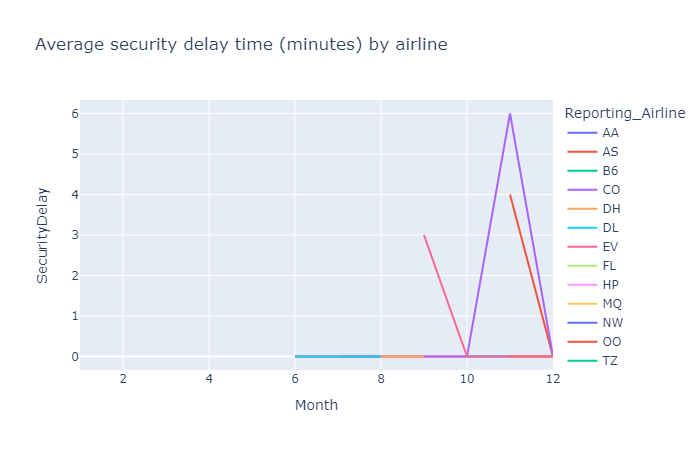 Average security delay time (minutes) by airline
Reporting_Airline
AA
AS
B6
CO
DH
DL
EV
FL
HP
MQ
NW
OO
TZ
SecurityDelay
6
5
4
3
2
1
0
2 4 6 8 10 12
Month